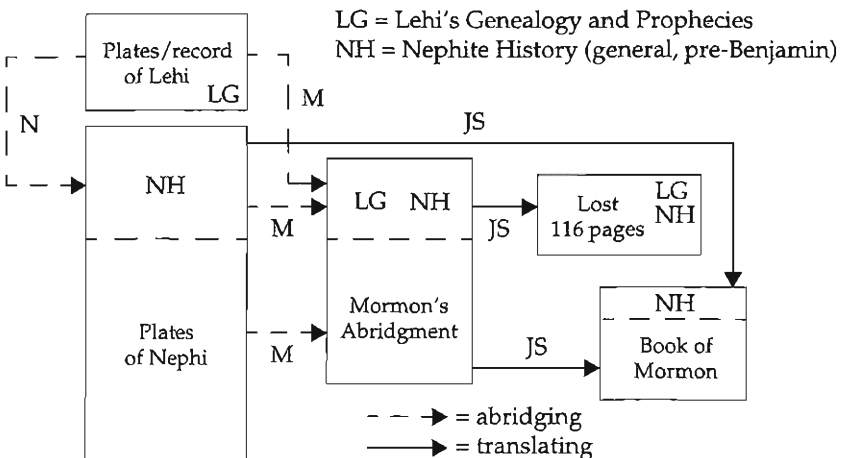 LG = Lehi's Genealogy and Prophecies
NH = Nephite History (general, pre-Benjamin)
Plates/record
of Lehi
LG
N
M
JS
NH
M
LG NH
JS
Lost
116 pages
LG
NH
Plates
of Nephi
M
Mormon's
Abridgment
JS
NH
Book of
Mormon
= abridging
= translating